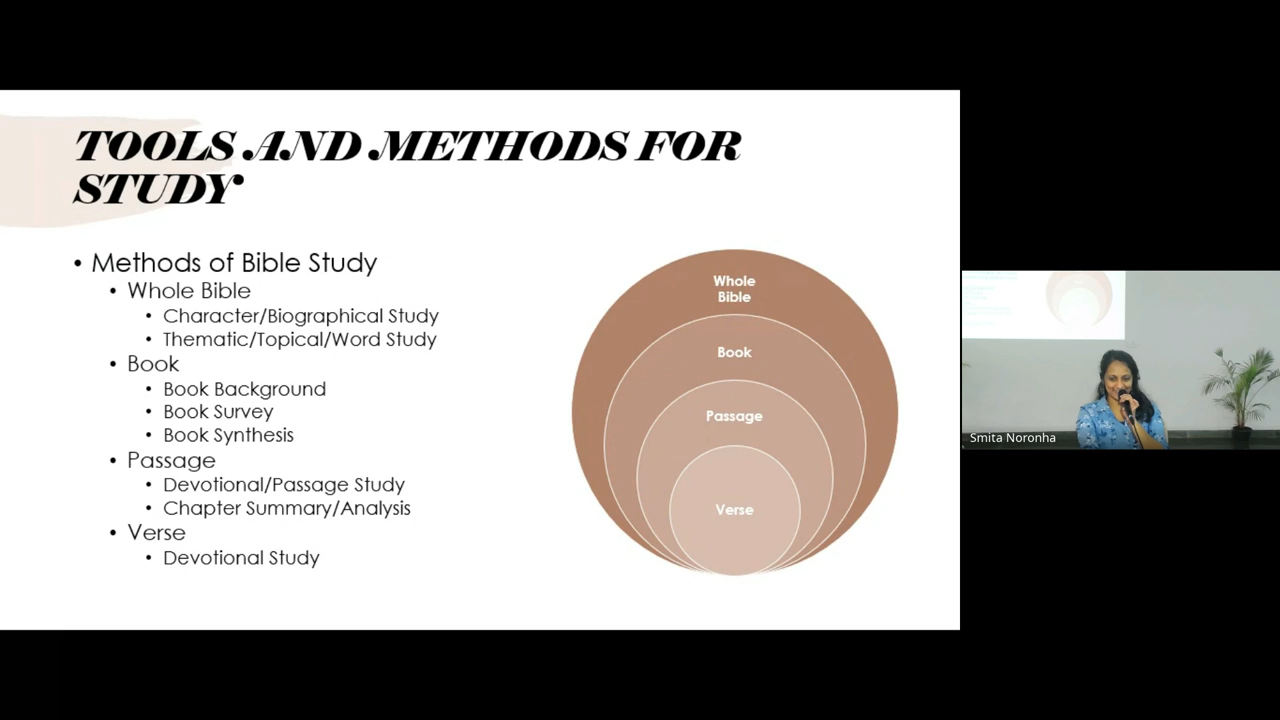 TOOLS AND METHODS FOR
STUDY
• Methods of Bible Study
• Whole Bible
• Character/Biographical Study
• Thematic/Topical/Word Study
• Book
• Book Background
• Book Survey
• Book Synthesis
• Passage
• Devotional/Passage Study
• Chapter Summary/Analysis
• Verse
• Devotional Study
Whole
Bible
Book
Passage
Verse
Smita Noronha